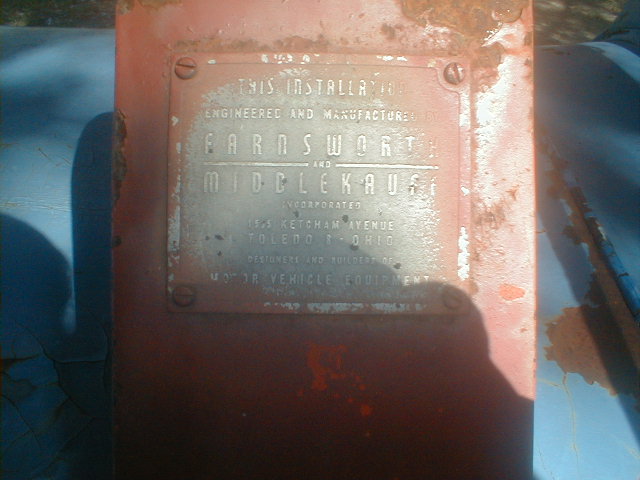 THIS INSTALLATION
ENGINEERED AND MANUFACTURED BY
FARNSWORTH
AND
MIDDLEKAUFF
INCORPORATED
KETCHAM AVENUE
TOLEDO 8-OHIO
DESIGNERS AND BUILDERS OF
MOTOR VEHICLE EQUIPMENT